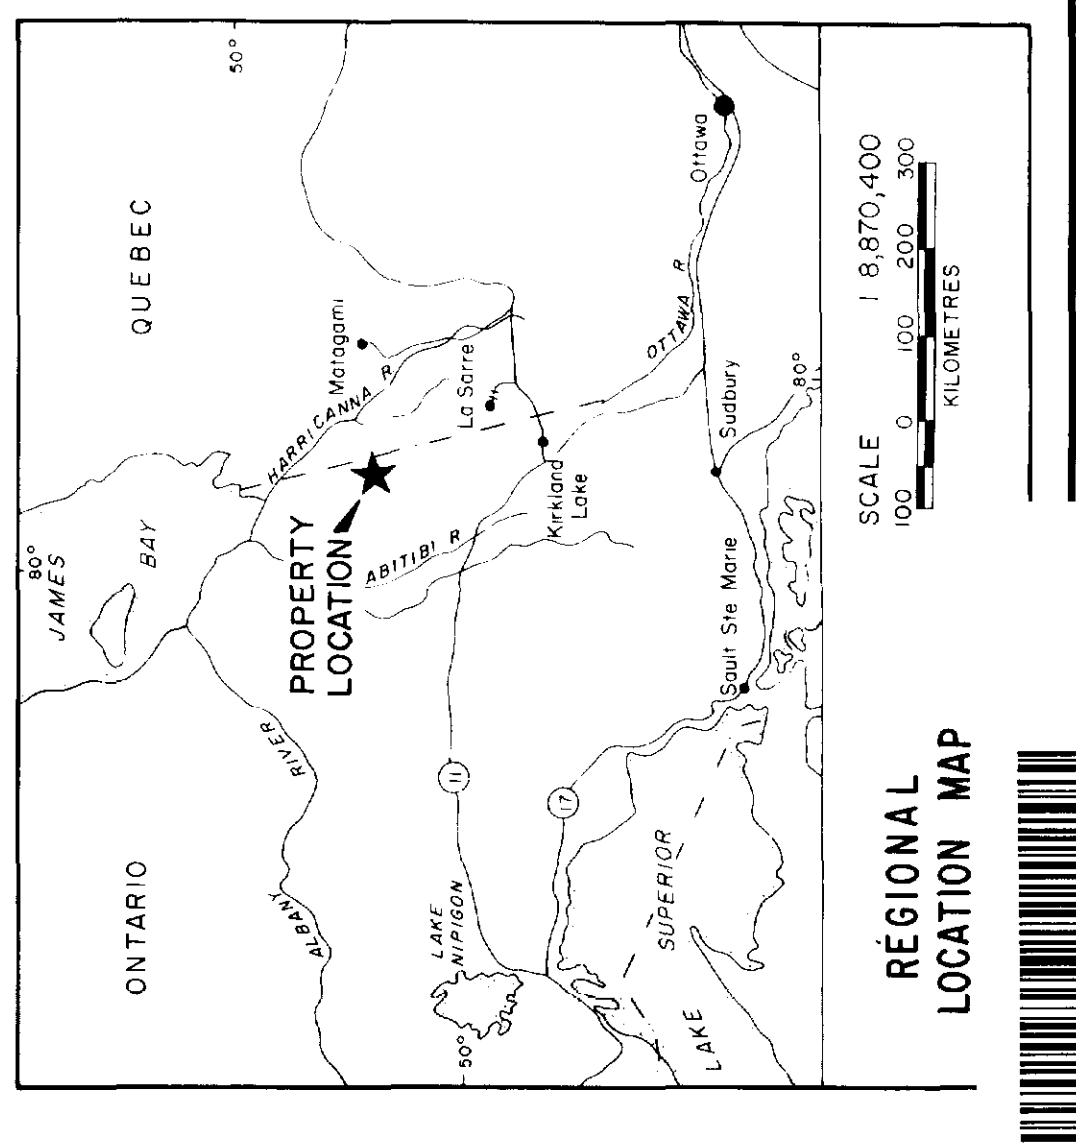 80°
50°
JAMES
BAY
QUEBEC
ONTARIO
HARRICANNA R
Matagami
ALBANY RIVER
PROPERTY
LOCATION
ABITIBI R
La Sarre
Kirkland
Lake
LAKE
NIPIGON
11
50°
17
OTTAWA R
Ottawa
Sudbury
Sault Ste Marie
LAKE SUPERIOR
80°
RÉGIONAL
LOCATION MAP
SCALE 1 8,870,400
100 0 100 200 300
KILOMETRES